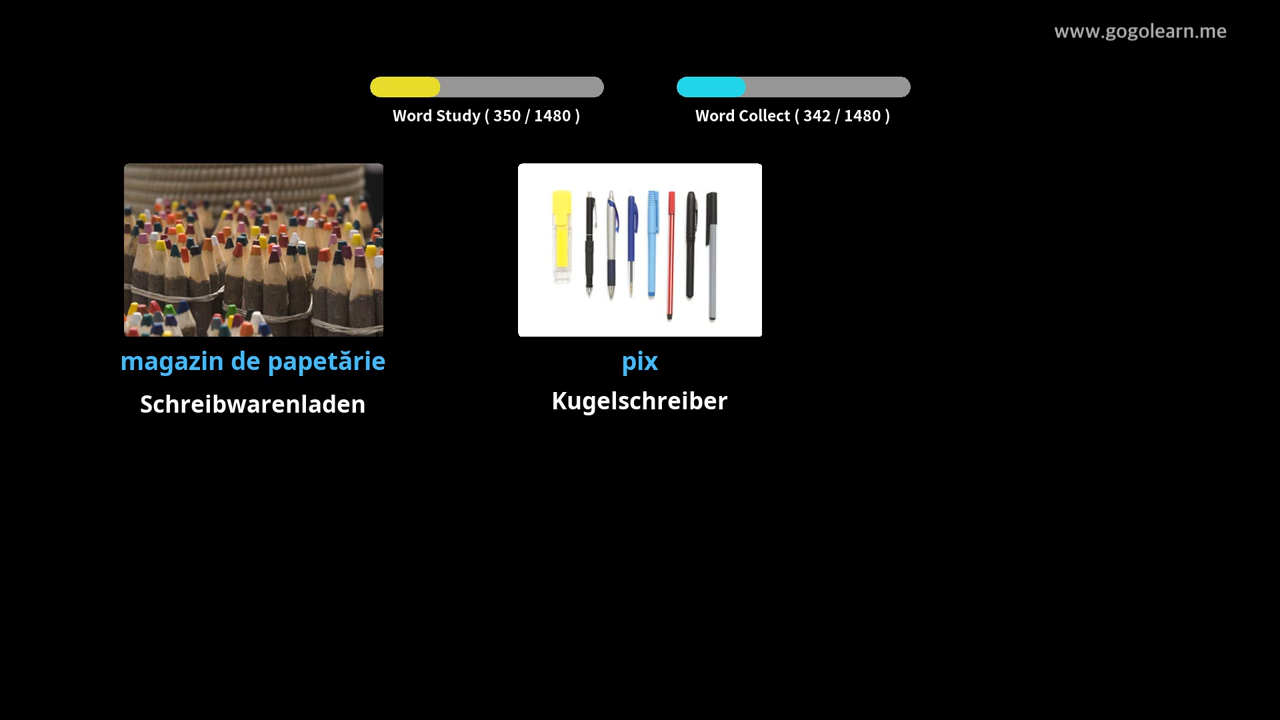 www.gogolearn.me
Word Study ( 350 / 1480 )
Word Collect ( 342 / 1480 )
magazin de papetărie
Schreibwarenladen
pix
Kugelschreiber